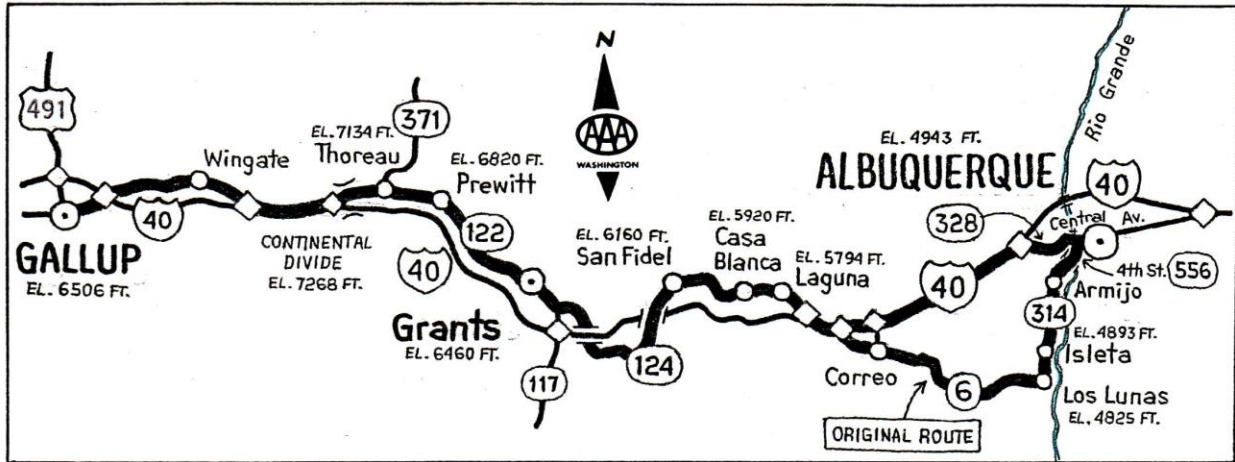 491
Wingate
EL. 7134 FT.
Thoreau
371
EL. 6820 FT.
Prewitt
N
AAA
WASHINGTON
EL. 4943 FT.
ALBUQUERQUE
Rio Grande
40
328
Central Av.
4th St.
556
Armijo
314
EL. 4893 FT.
Isleta
Los Lunas
EL, 4825 FT.
40
GALLUP
EL. 6506 FT.
CONTINENTAL
DIVIDE
EL. 7268 FT.
122
40
Grants
EL. 6460 FT.
117
EL. 6160 FT.
San Fidel
124
EL. 5920 FT.
Casa
Blanca
EL. 5794 FT.
Laguna
40
Correo
6
ORIGINAL ROUTE